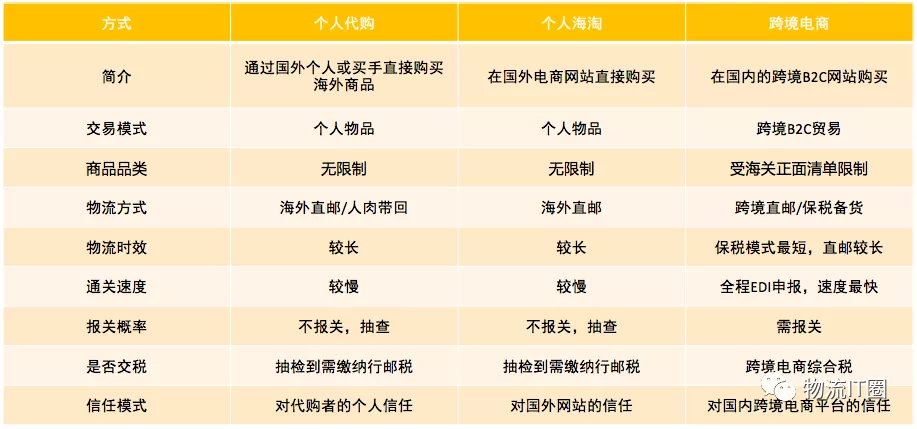 方式 个人代购 个人海淘 跨境电商
简介 通过国外个人或买手直接购买海外商品 在国外电商网站直接购买 在国内的跨境B2C网站购买
交易模式 个人物品 个人物品 跨境B2C贸易
商品品类 无限制 无限制 受海关正面清单限制
物流方式 海外直邮/人肉带回 海外直邮 跨境直邮/保税备货
物流时效 较长 较长 保税模式最短，直邮较长
通关速度 较慢 较慢 全程EDI申报，速度最快
报关概率 不报关，抽查 不报关，抽查 需报关
是否交税 抽检到需缴纳行邮税 抽检到需缴纳行邮税 跨境电商综合税
信任模式 对代购者的个人信任 对国外网站的信任 对国内跨境电商平台的信任
物流IT圈